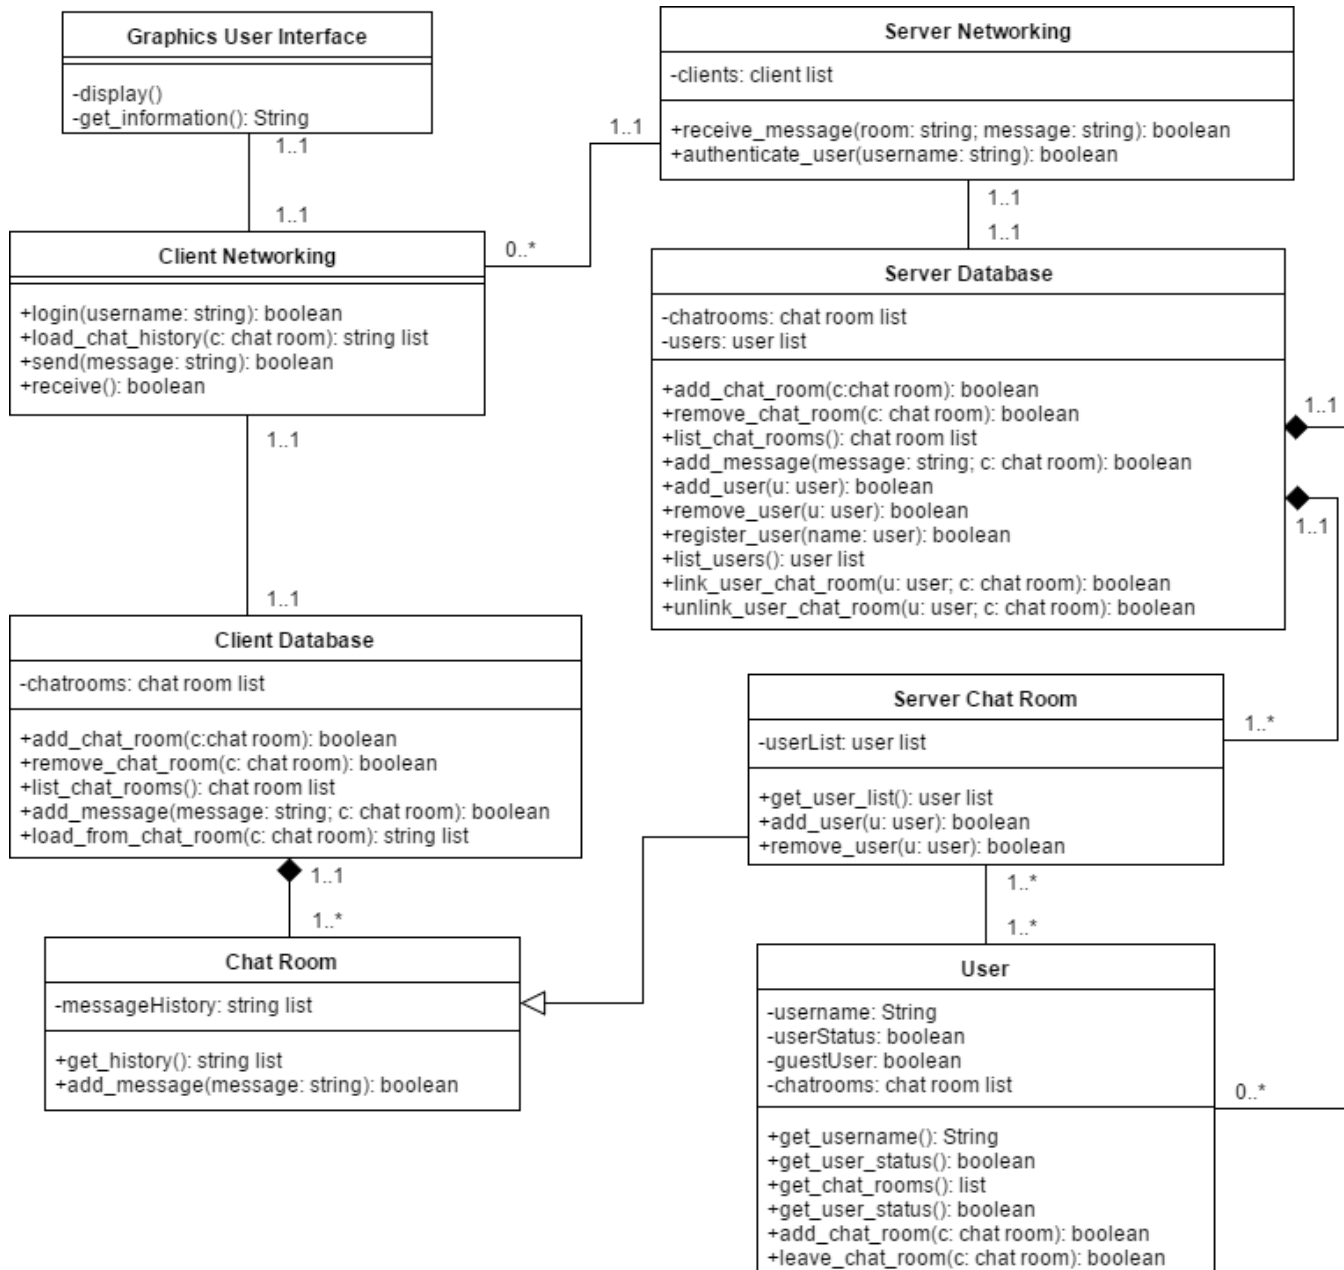 Graphics User Interface
-display()
-get_information(): String
1..1
1..1
Client Networking
+login(username: string): boolean
+load_chat_history(c: chat room): string list
+send(message: string): boolean
+receive(): boolean
0..*
1..1
Server Networking
-clients: client list
+receive_message(room: string; message: string): boolean
+authenticate_user(username: string): boolean
1..1
1..1
Server Database
-chatrooms: chat room list
-users: user list
+add_chat_room(c:chat room): boolean
+remove_chat_room(c: chat room): boolean
+list_chat_rooms(): chat room list
+add_message(message: string; c: chat room): boolean
+add_user(u: user): boolean
+remove_user(u: user): boolean
+register_user(name: user): boolean
+list_users(): user list
+link_user_chat_room(u: user; c: chat room): boolean
+unlink_user_chat_room(u: user; c: chat room): boolean
1..1
1..1
1..1
1..1
Client Database
-chatrooms: chat room list
+add_chat_room(c:chat room): boolean
+remove_chat_room(c: chat room): boolean
+list_chat_rooms(): chat room list
+add_message(message: string; c: chat room): boolean
+load_from_chat_room(c: chat room): string list
1..1
1..*
Chat Room
-messageHistory: string list
+get_history(): string list
+add_message(message: string): boolean
Server Chat Room
-userList: user list
+get_user_list(): user list
+add_user(u: user): boolean
+remove_user(u: user): boolean
1..*
1..*
1..*
User
-username: String
-userStatus: boolean
-guestUser: boolean
-chatrooms: chat room list
+get_username(): String
+get_user_status(): boolean
+get_chat_rooms(): list
+get_user_status(): boolean
+add_chat_room(c: chat room): boolean
+leave_chat_room(c: chat room): boolean
0..*